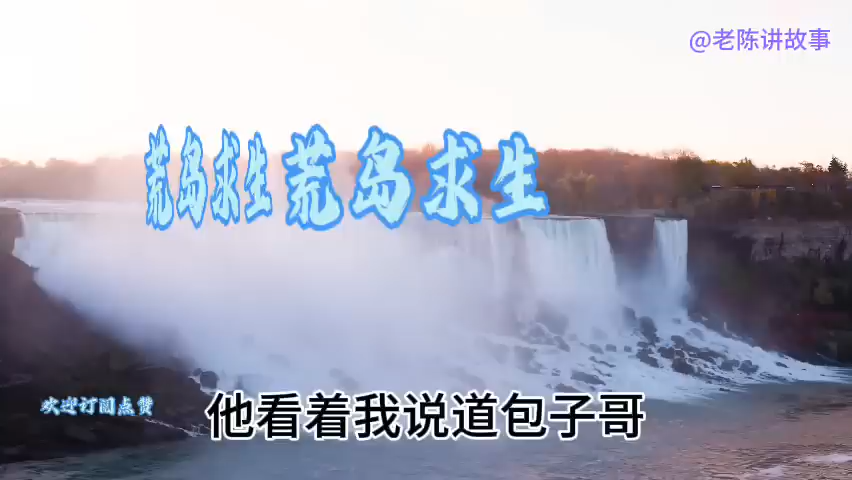 @老陈讲故事
荒岛求生 荒岛求生
欢迎订阅点赞
他看着我说道包子哥